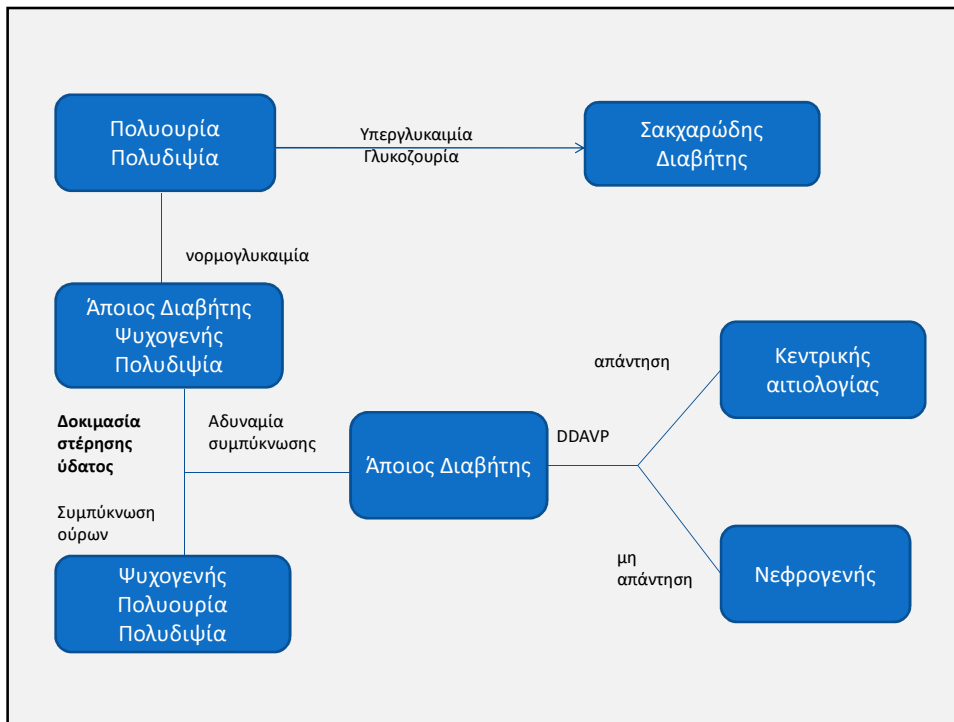 Πολυουρία
Πολυδιψία
Υπεργλυκαιμία
Γλυκοζουρία
Σακχαρώδης
Διαβήτης
νορμογλυκαιμία
Άποιος Διαβήτης
Ψυχογενής
Πολυδιψία
απάντηση
Κεντρικής
αιτιολογίας
Δοκιμασία
στέρησης
ύδατος
Αδυναμία
συμπύκνωσης
Άποιος Διαβήτης
DDAVP
Συμπύκνωση
ούρων
μη
απάντηση
Νεφρογενής
Ψυχογενής
Πολυουρία
Πολυδιψία